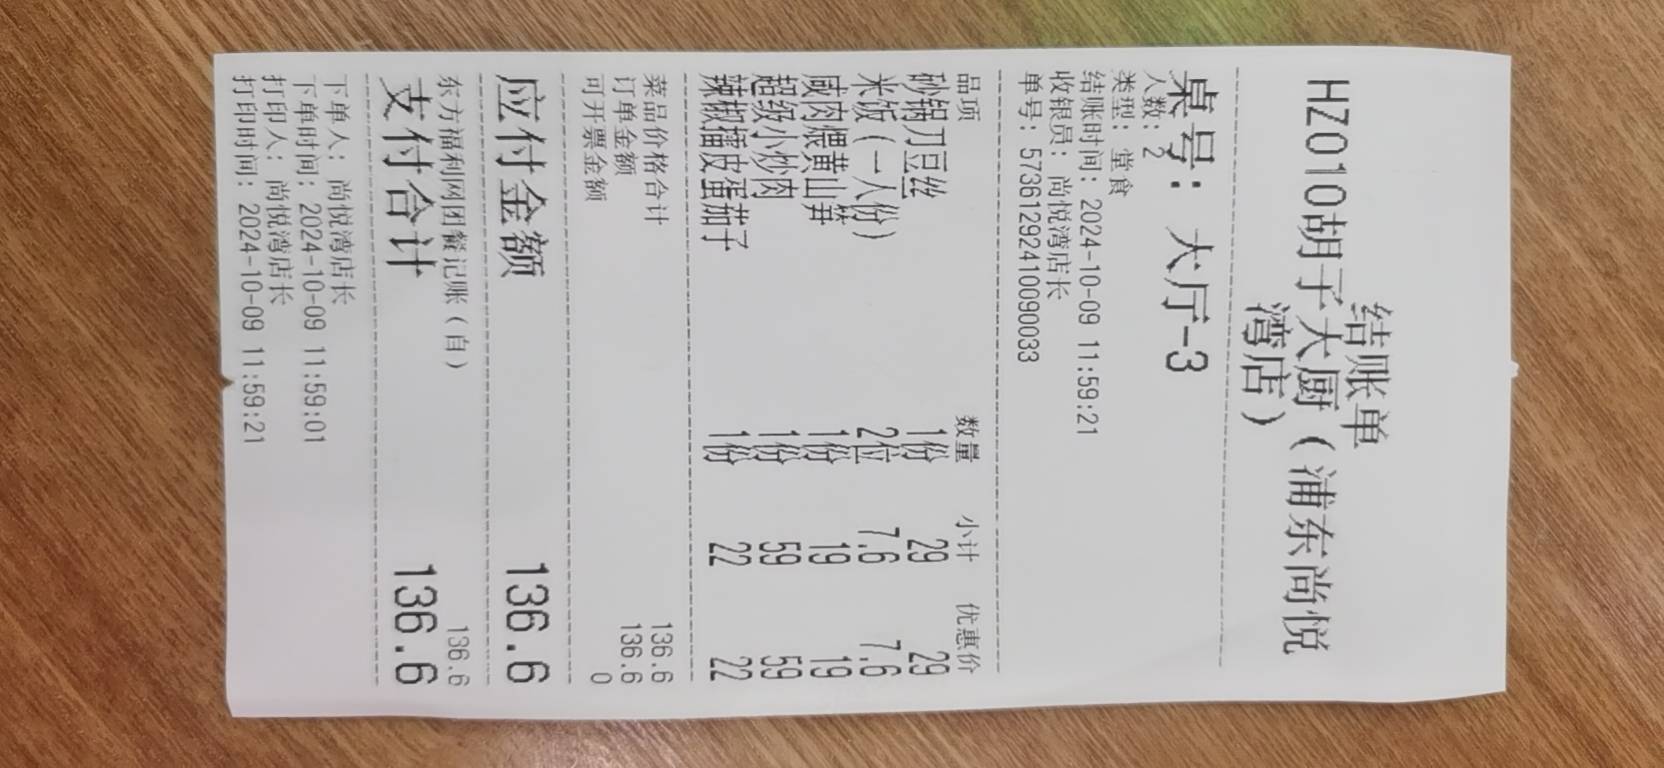 结账单
HZ010胡子大厨（浦东尚悦
湾店）
桌号：大厅-3
人数：2
类型：堂食
结账时间：2024-10-09 11:59:21
收银员：尚悦湾店长
单号：57361292410090033
品项 数量 小计 优惠价
砂锅刀豆丝 1份 29 29
米饭（一人份） 2位 7.6 7.6
咸肉煨黄山笋 1份 19 19
超级小炒肉 1份 59 59
辣椒擂皮蛋茄子 1份 22 22
菜品价格合计 136.6
订单金额 136.6
可开票金额 0
应付金额 136.6
东方福利网团餐记账（自） 136.6
支付合计 136.6
下单人：尚悦湾店长
下单时间：2024-10-09 11:59:01
打印人：尚悦湾店长
打印时间：2024-10-09 11:59:21